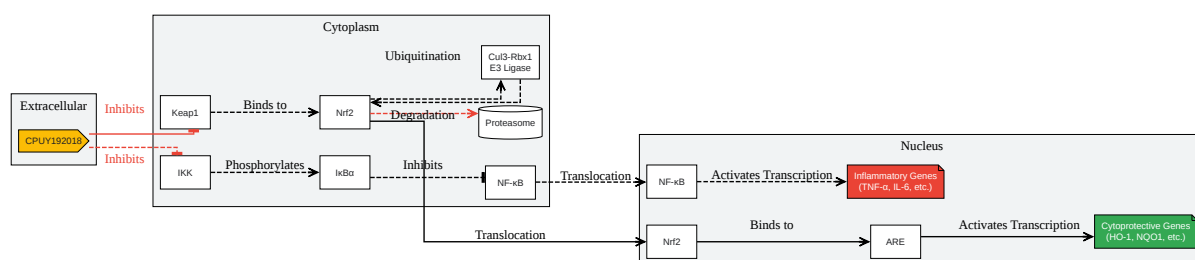 Cytoplasm
Ubiquitination
Cul3-Rbx1
E3 Ligase
Extracellular
Inhibits
Keap1
Binds to
Nrf2
Degradation
Proteasome
CPUY192018
Inhibits
IKK
Phosphorylates
IκBα
Inhibits
NF-κB
Translocation
Nucleus
NF-κB
Activates Transcription
Inflammatory Genes
(TNF-α, IL-6, etc.)
Translocation
Nrf2
Binds to
ARE
Activates Transcription
Cytoprotective Genes
(HO-1, NQO1, etc.)